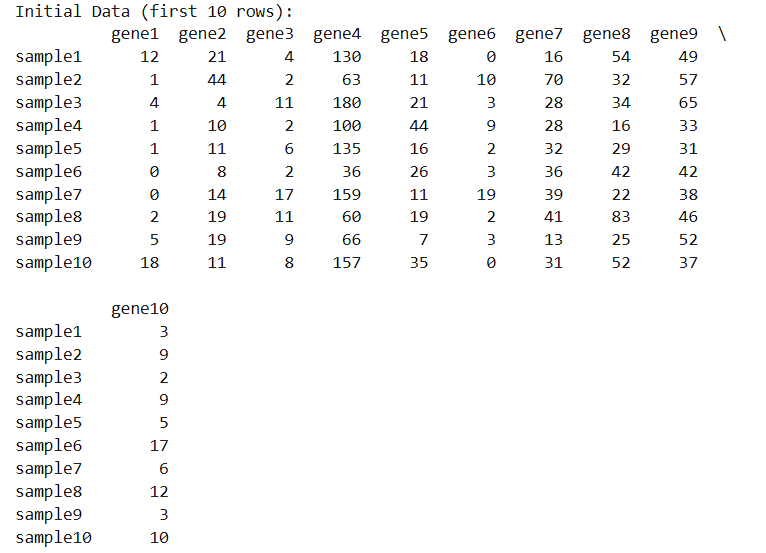 Initial Data (first 10 rows):
gene1 gene2 gene3 gene4 gene5 gene6 gene7 gene8 gene9 \
sample1 12 21 4 130 18 0 16 54 49
sample2 1 44 2 63 11 10 70 32 57
sample3 4 4 11 180 21 3 28 34 65
sample4 1 10 2 100 44 9 28 16 33
sample5 1 11 6 135 16 2 32 29 31
sample6 0 8 2 36 26 3 36 42 42
sample7 0 14 17 159 11 19 39 22 38
sample8 2 19 11 60 19 2 41 83 46
sample9 5 19 9 66 7 3 13 25 52
sample10 18 11 8 157 35 0 31 52 37
gene10
sample1 3
sample2 9
sample3 2
sample4 9
sample5 5
sample6 17
sample7 6
sample8 12
sample9 3
sample10 10